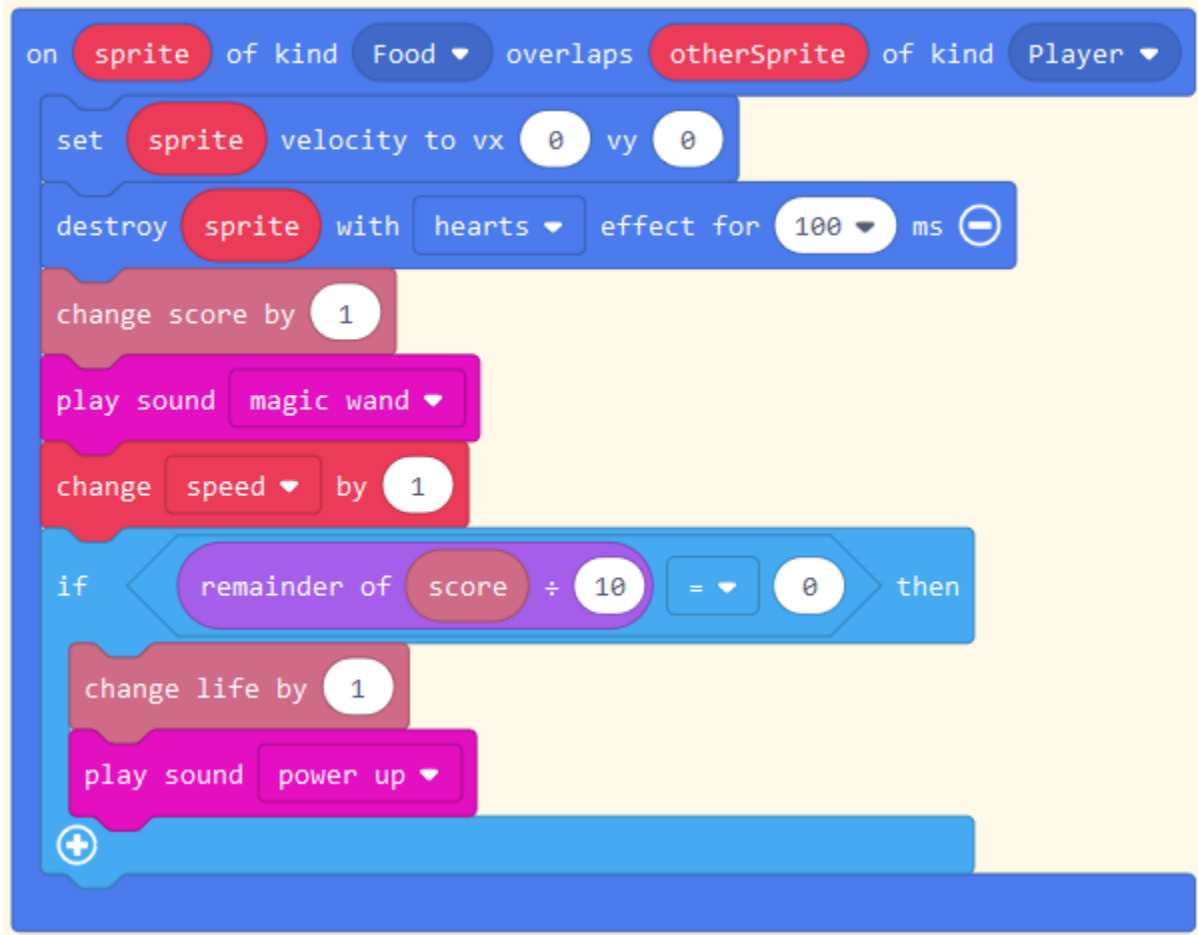 on sprite of kind Food overlaps otherSprite of kind Player
set sprite velocity to vx 0 vy 0
destroy sprite with hearts effect for 100 ms
change score by 1
play sound magic wand
change speed by 1
if remainder of score ÷ 10 = 0 then
change life by 1
play sound power up